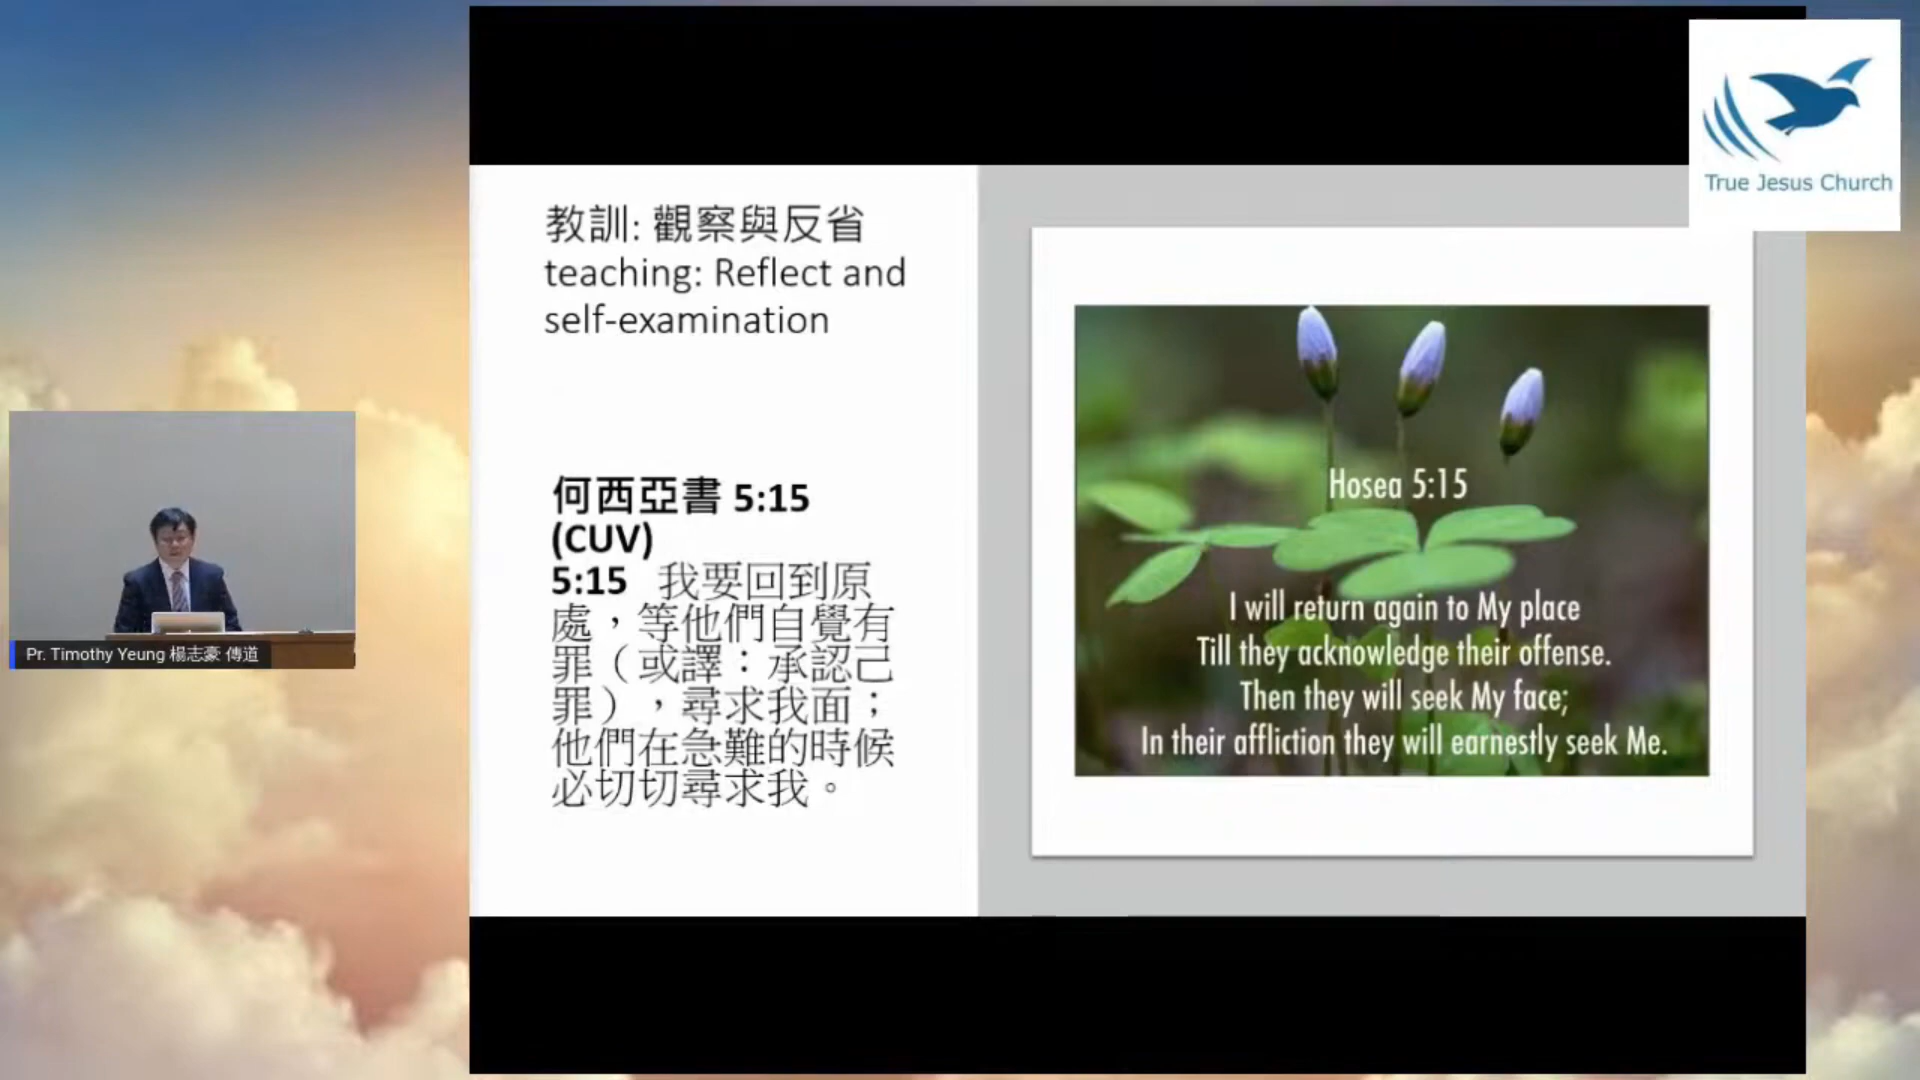 True Jesus Church
教訓: 觀察與反省
teaching: Reflect and
self-examination
何西亞書 5:15
(CUV)
5:15 我要回到原
處，等他們自覺有
罪（或譯：承認己
罪），尋求我面；
他們在急難的時候
必切切尋求我。
Hosea 5:15
I will return again to My place
Till they acknowledge their offense.
Then they will seek My face;
In their affliction they will earnestly seek Me.
Pr. Timothy Yeung 楊志豪 傳道